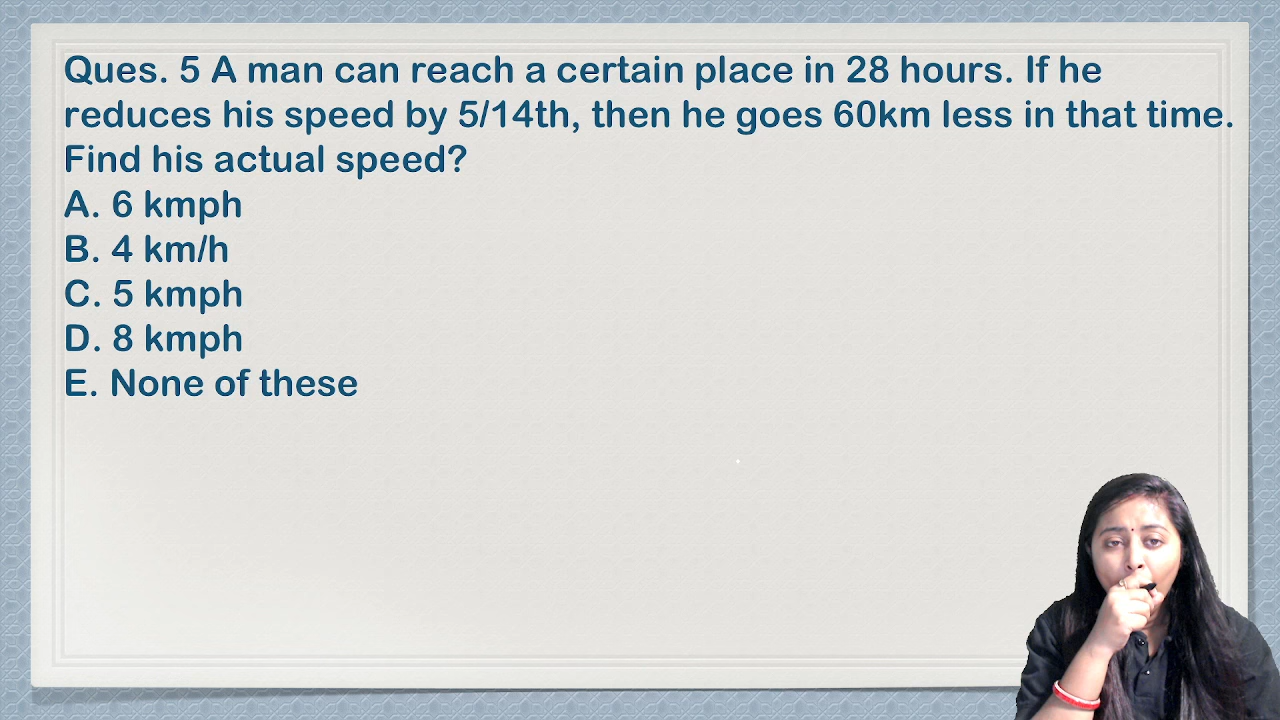 Ques. 5 A man can reach a certain place in 28 hours. If he
reduces his speed by 5/14th, then he goes 60km less in that time.
Find his actual speed?
A. 6 kmph
B. 4 km/h
C. 5 kmph
D. 8 kmph
E. None of these